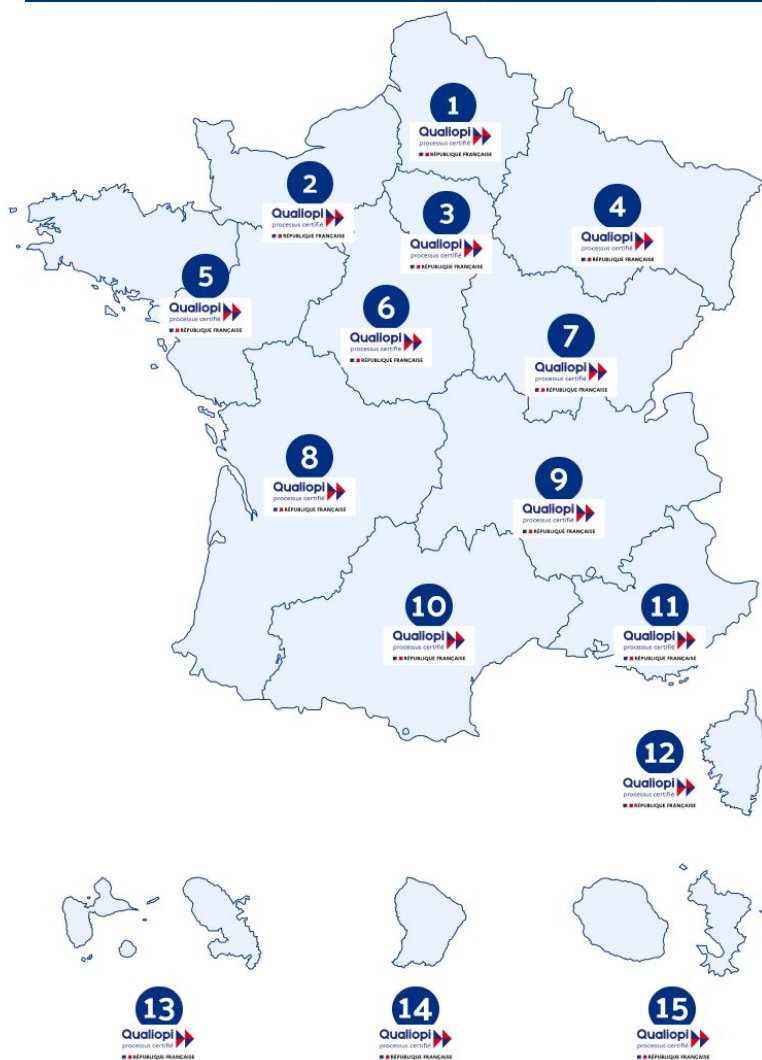 1
Qualiopi
processus certifié
RÉPUBLIQUE FRANÇAISE
2
Qualiopi
processus certifié
RÉPUBLIQUE FRANÇAISE
3
Qualiopi
processus certifié
RÉPUBLIQUE FRANÇAISE
4
Qualiopi
processus certifié
RÉPUBLIQUE FRANÇAISE
5
Qualiopi
processus certifié
RÉPUBLIQUE FRANÇAISE
6
Qualiopi
processus certifié
RÉPUBLIQUE FRANÇAISE
7
Qualiopi
processus certifié
RÉPUBLIQUE FRANÇAISE
8
Qualiopi
processus certifié
RÉPUBLIQUE FRANÇAISE
9
Qualiopi
processus certifié
RÉPUBLIQUE FRANÇAISE
10
Qualiopi
processus certifié
RÉPUBLIQUE FRANÇAISE
11
Qualiopi
processus certifié
RÉPUBLIQUE FRANÇAISE
12
Qualiopi
processus certifié
RÉPUBLIQUE FRANÇAISE
13
Qualiopi
processus certifié
RÉPUBLIQUE FRANÇAISE
14
Qualiopi
processus certifié
RÉPUBLIQUE FRANÇAISE
15
Qualiopi
processus certifié
RÉPUBLIQUE FRANÇAISE